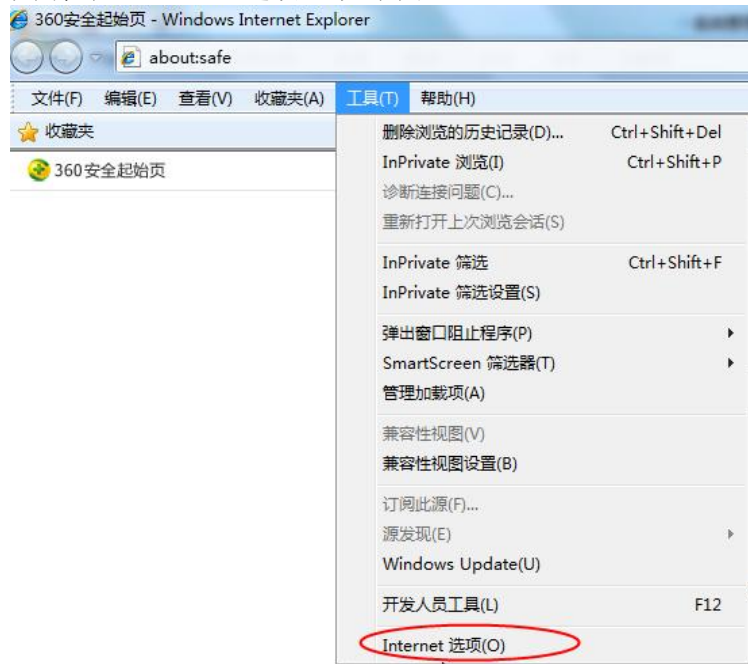 360安全起始页 - Windows Internet Explorer
about:safe
文件(F) 编辑(E) 查看(V) 收藏夹(A) 工具(T) 帮助(H)
收藏夹
360安全起始页
删除浏览的历史记录(D)... Ctrl+Shift+Del
InPrivate 浏览(I) Ctrl+Shift+P
诊断连接问题(C)...
重新打开上次浏览会话(S)
InPrivate 筛选 Ctrl+Shift+F
InPrivate 筛选设置(S)
弹出窗口阻止程序(P)
SmartScreen 筛选器(T)
管理加载项(A)
兼容性视图(V)
兼容性视图设置(B)
订阅此源(F)...
源发现(E)
Windows Update(U)
开发人员工具(L) F12
Internet 选项(O)